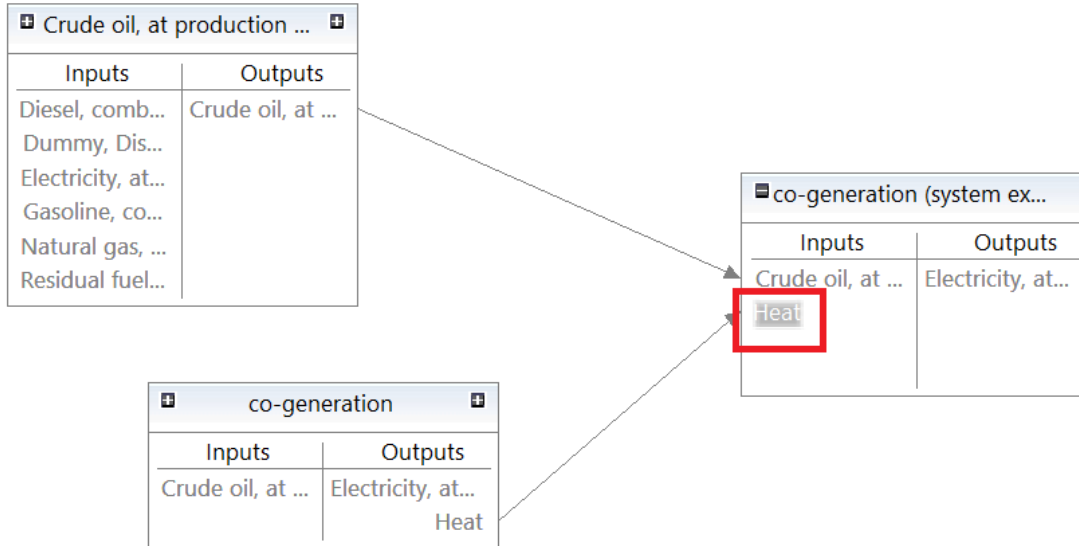 Crude oil, at production ...
Inputs Outputs
Diesel, comb... Crude oil, at ...
Dummy, Dis...
Electricity, at...
Gasoline, co...
Natural gas, ...
Residual fuel...
co-generation (system ex...
Inputs Outputs
Crude oil, at ... Electricity, at...
Heat
co-generation
Inputs Outputs
Crude oil, at ... Electricity, at...
Heat